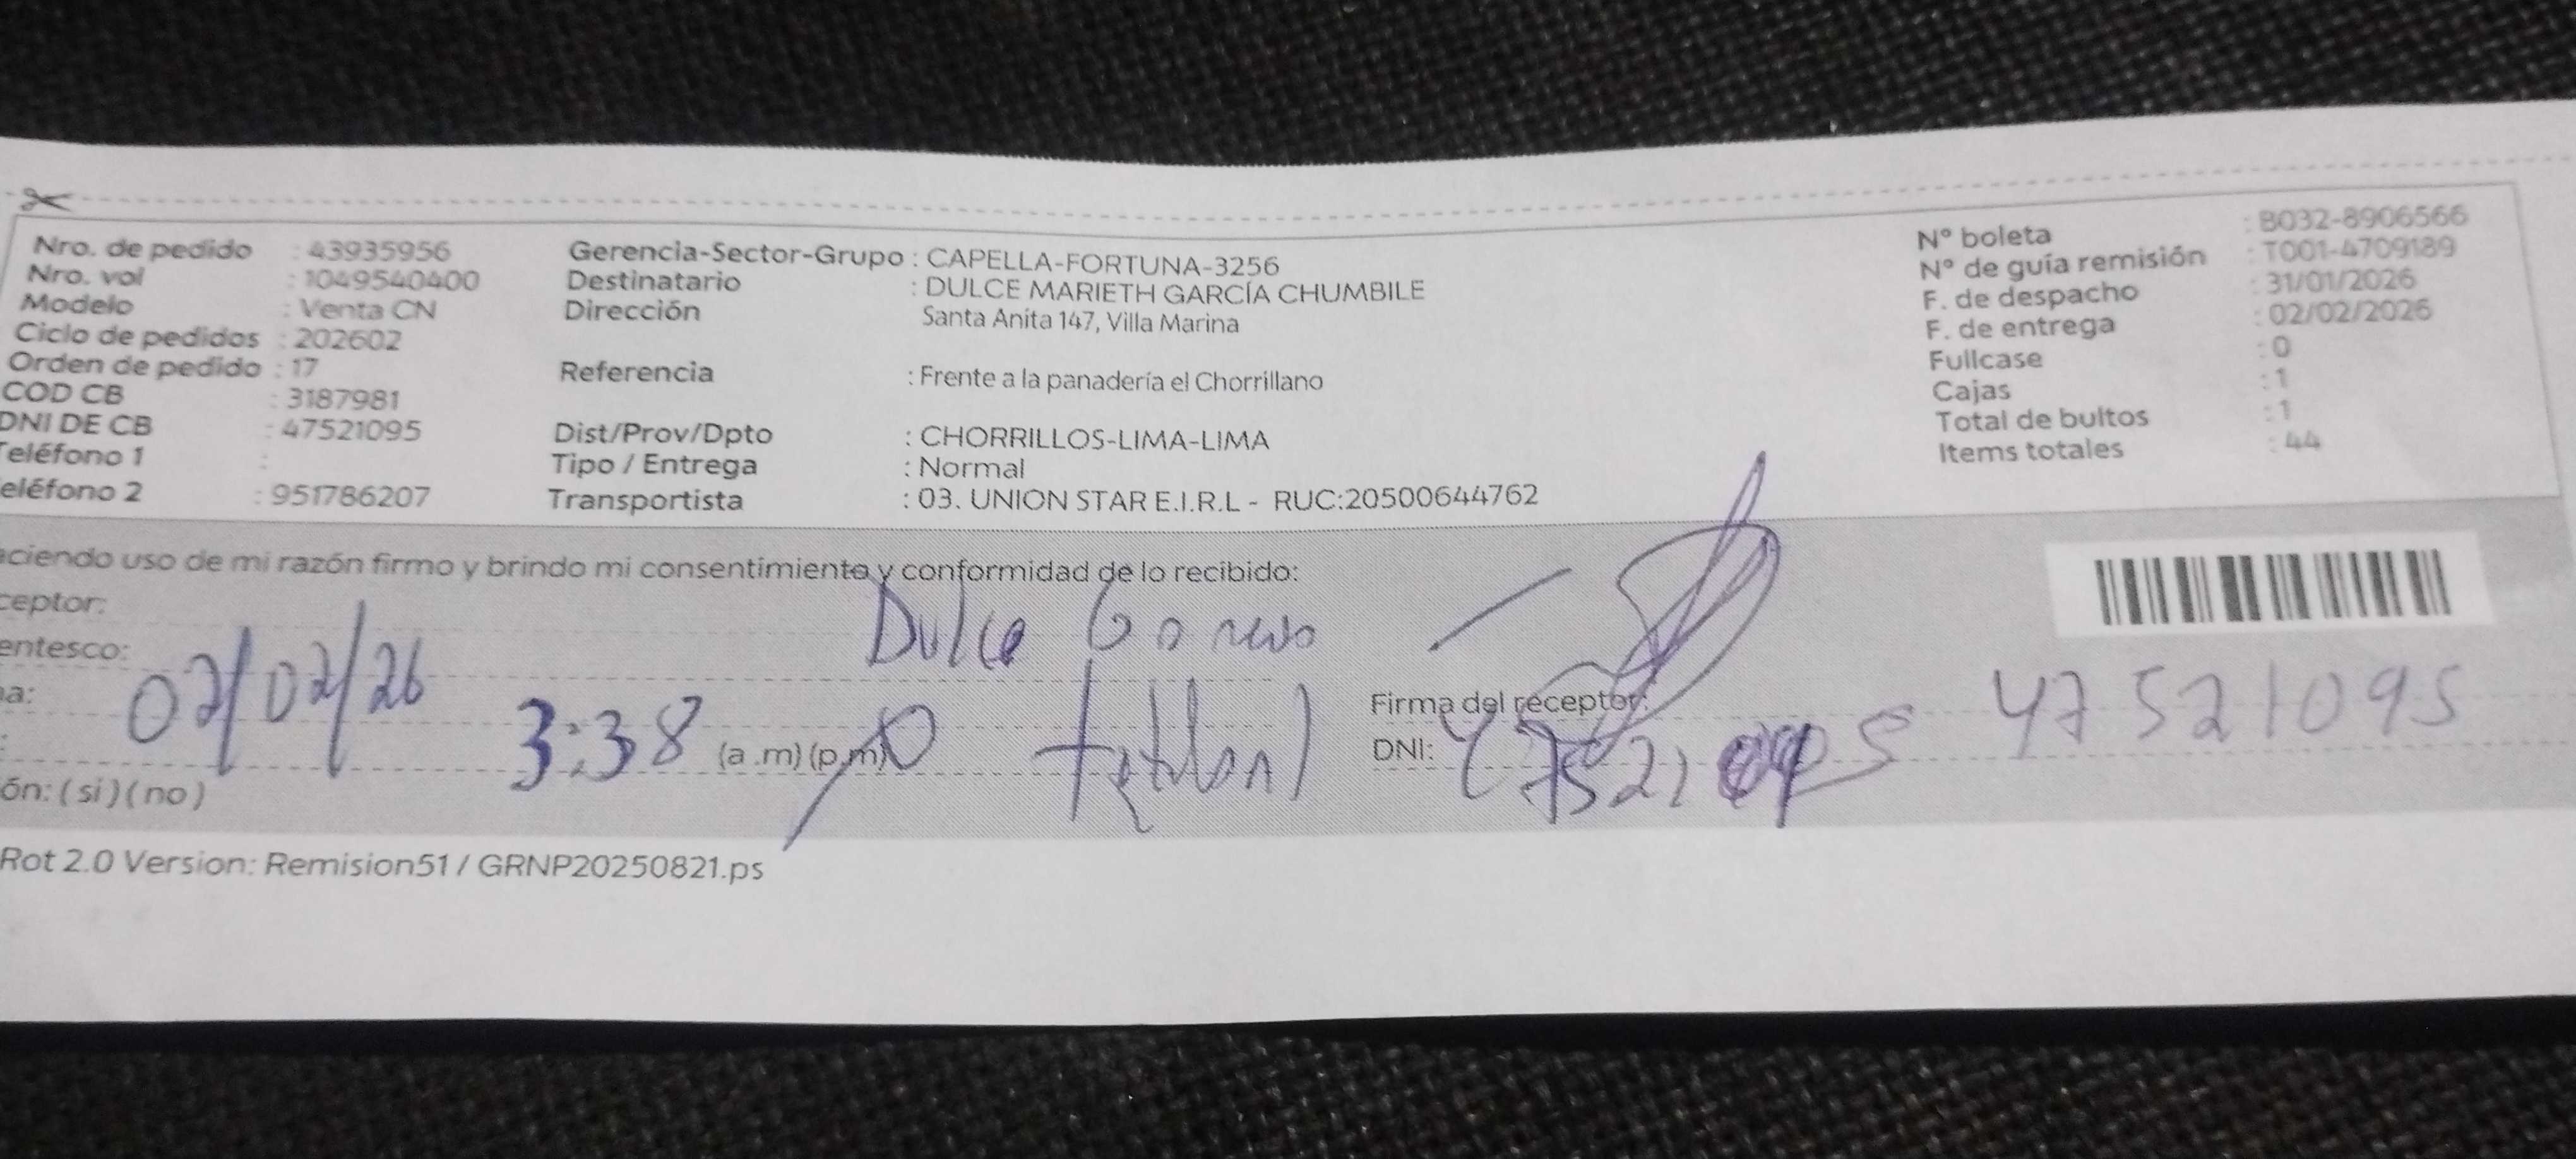 Nro. de pedido : 43935956
Nro. vol : 1049540400
Modelo : Venta CN
Ciclo de pedidos : 202602
Orden de pedido : 17
COD CB : 3187981
DNI DE CB : 47521095
Teléfono 1 :
eléfono 2 : 951786207
Gerencia-Sector-Grupo : CAPELLA-FORTUNA-3256
Destinatario : DULCE MARIETH GARCÍA CHUMBILE
Dirección Santa Anita 147, Villa Marina
Referencia : Frente a la panadería el Chorrillano
Dist/Prov/Dpto : CHORRILLOS-LIMA-LIMA
Tipo / Entrega : Normal
Transportista : 03. UNION STAR E.I.R.L - RUC:20500644762
N° boleta : B032-8906566
N° de guía remisión : T001-4709189
F. de despacho : 31/01/2026
F. de entrega : 02/02/2026
Fullcase : 0
Cajas : 1
Total de bultos : 1
Items totales : 44
aciendo uso de mi razón firmo y brindo mi consentimiento y conformidad de lo recibido:
ceptor:
Dulce
entesco:
a: 02/02/26
: 3:38 (a .m) (p.m)
Firma del receptor:
DNI:
47521095
ón: ( si ) ( no )
Rot 2.0 Version: Remision51 / GRNP20250821.ps